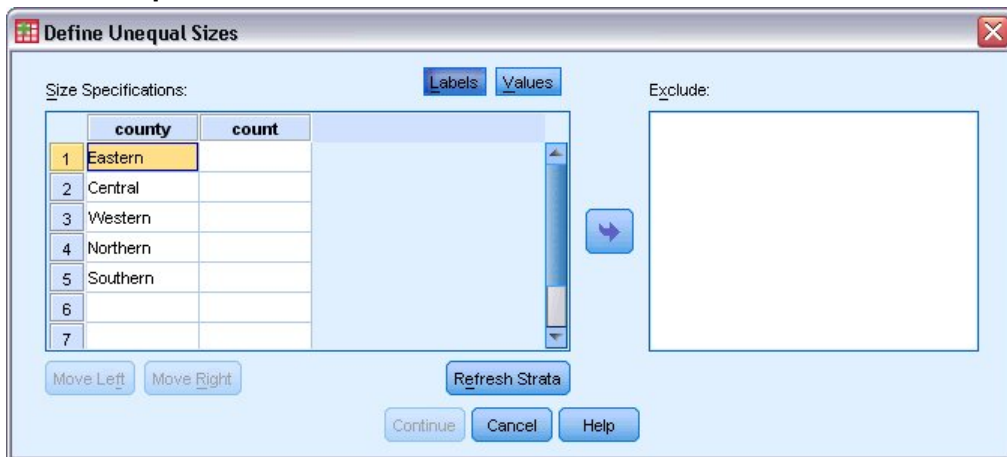 Define Unequal Sizes
Labels Values
Size Specifications:
Exclude:
county count
1 Eastern
2 Central
3 Western
4 Northern
5 Southern
6
7
Move Left Move Right
Refresh Strata
Continue Cancel Help